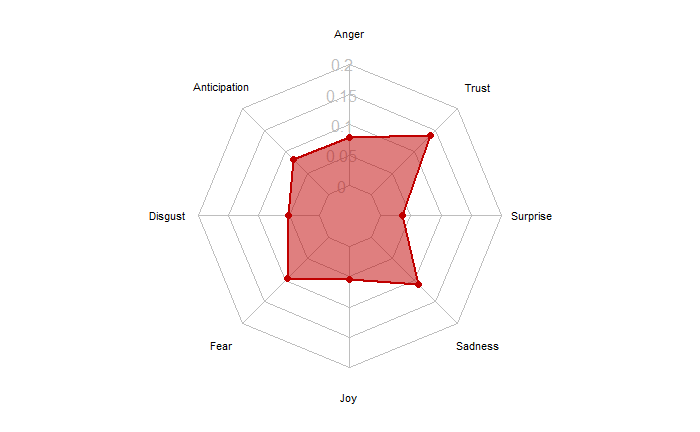 Anger
0.2
Anticipation
Trust
0.15
0.1
0.05
0
Disgust
Surprise
Fear
Sadness
Joy